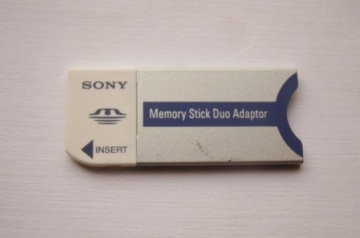 SONY
Memory Stick Duo Adaptor
INSERT